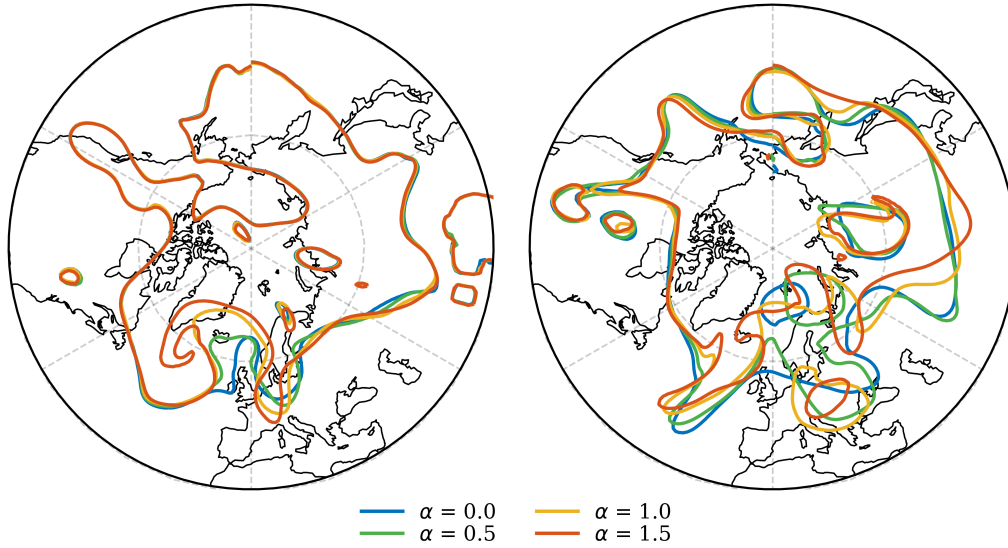 α = 0.0 α = 1.0
α = 0.5 α = 1.5